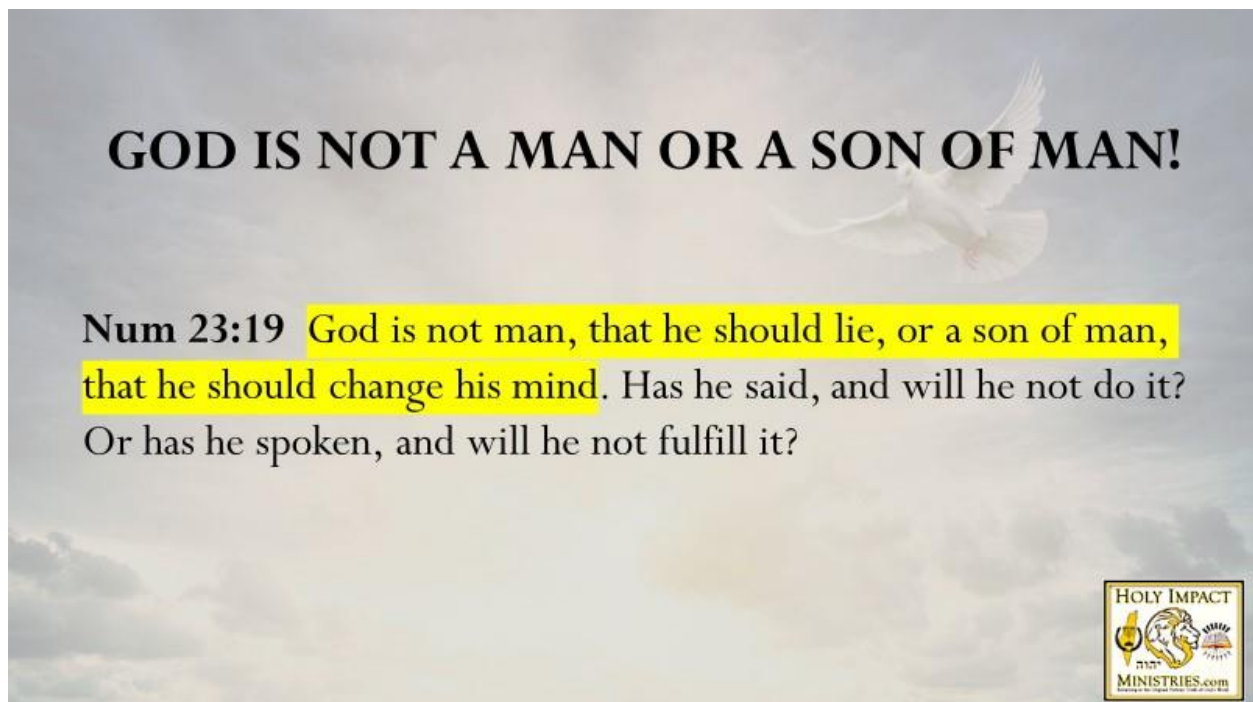 GOD IS NOT A MAN OR A SON OF MAN!
Num 23:19 God is not man, that he should lie, or a son of man,
that he should change his mind. Has he said, and will he not do it?
Or has he spoken, and will he not fulfill it?
HOLY IMPACT
יהוה
MINISTRIES.com